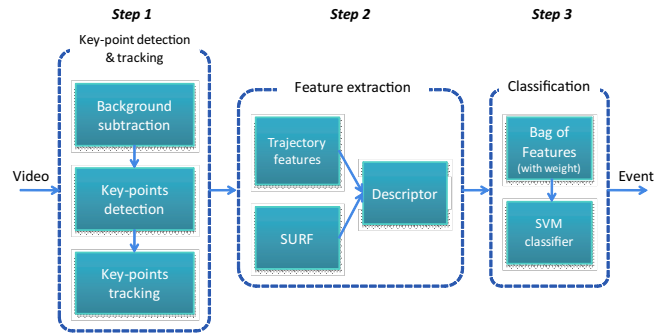 Step 1
Step 2
Step 3
Key-point detection
& tracking
Background
subtraction
Key-points
detection
Key-points
tracking
Feature extraction
Trajectory
features
SURF
Descriptor
Classification
Bag of
Features
(with weight)
SVM
classifier
Video
Event